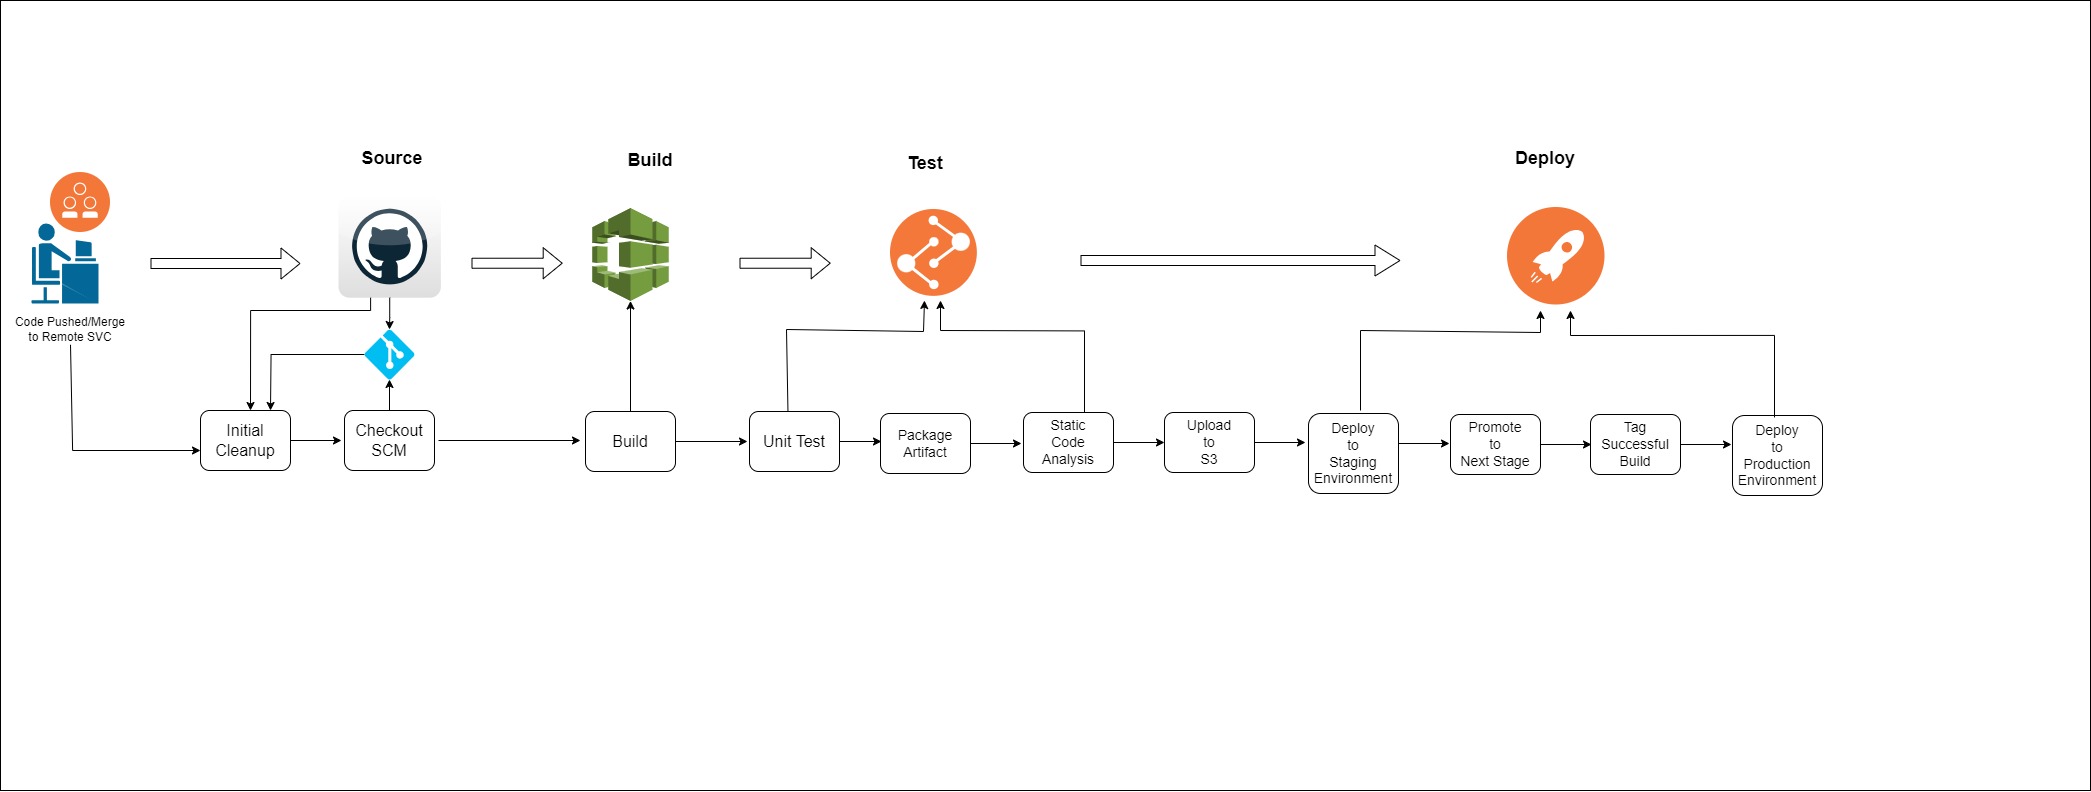 Source
Build
Test
Deploy
Code Pushed/Merge
to Remote SVC
Initial
Cleanup
Checkout
SCM
Build
Unit Test
Package
Artifact
Static
Code
Analysis
Upload
to
S3
Deploy
to
Staging
Environment
Promote
to
Next Stage
Tag
Successful
Build
Deploy
to
Production
Environment